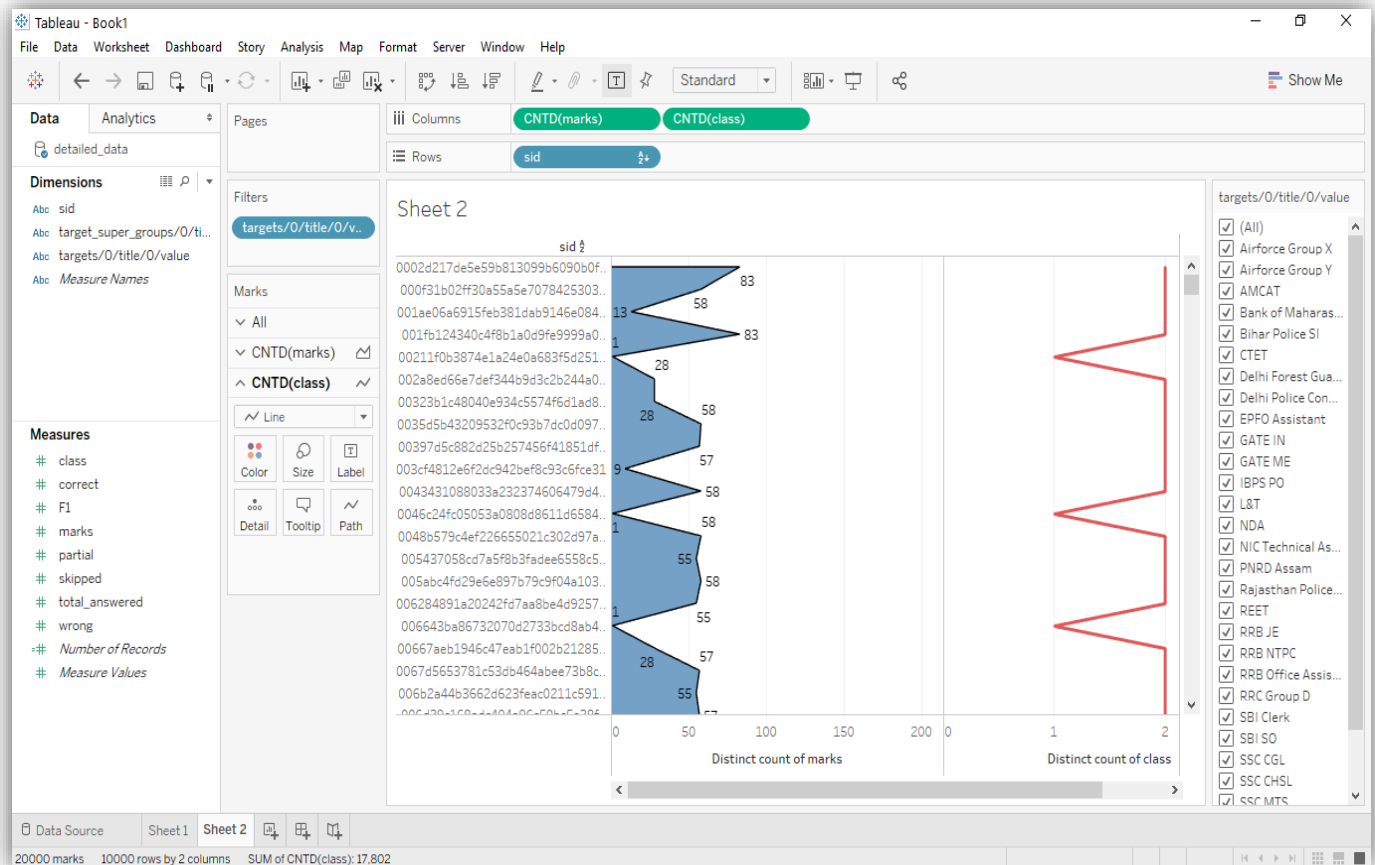 Tableau - Book1
File Data Worksheet Dashboard Story Analysis Map Format Server Window Help
Standard
Show Me
Data Analytics
detailed_data
Dimensions
Abc sid
Abc target_super_groups/0/ti...
Abc targets/0/title/0/value
Abc Measure Names
Measures
# class
# correct
# F1
# marks
# partial
# skipped
# total_answered
# wrong
=# Number of Records
# Measure Values
Pages
Filters
targets/0/title/0/v..
Marks
All
CNTD(marks)
CNTD(class)
Line
Color Size Label
Detail Tooltip Path
Columns CNTD(marks) CNTD(class)
Rows sid
Sheet 2
sid
0002d217de5e59b813099b6090b0f..
000f31b02ff30a55a5e7078425303..
001ae06a6915feb381dab9146e084..
001fb124340c4f8b1a0d9fe9999a0..
00211f0b3874e1a24e0a683f5d251..
002a8ed66e7def344b9d3c2b244a0..
00323b1c48040e934c5574f6d1ad8..
0035d5b43209532f0c93b7dc0d097..
00397d5c882d25b257456f41851df..
003cf4812e6f2dc942bef8c93c6fce31
0043431088033a232374606479d4..
0046c24fc05053a0808d8611d6584..
0048b579c4ef226655021c302d97a..
005437058cd7a5f8b3fadee6558c5..
005abc4fd29e6e897b79c9f04a103..
006284891a20242fd7aa8be4d9257..
006643ba86732070d2733bcd8ab4..
00667aeb1946c47eab1f002b21285..
0067d5653781c53db464abee73b8c..
006b2a44b3662d623feac0211c591..
83
58
13
83
1
28
28
58
57
9
58
1
58
55
58
1
55
28
57
55
57
0 50 100 150 200 0 1 2
Distinct count of marks Distinct count of class
targets/0/title/0/value
(All)
Airforce Group X
Airforce Group Y
AMCAT
Bank of Maharas...
Bihar Police SI
CTET
Delhi Forest Gua...
Delhi Police Con...
EPFO Assistant
GATE IN
GATE ME
IBPS PO
L&T
NDA
NIC Technical As...
PNRD Assam
Rajasthan Police...
REET
RRB JE
RRB NTPC
RRB Office Assis...
RRC Group D
SBI Clerk
SBI SO
SSC CGL
SSC CHSL
SSC MTS
Data Source Sheet 1 Sheet 2
20000 marks 10000 rows by 2 columns SUM of CNTD(class): 17,802